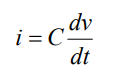 i = C dv/dt